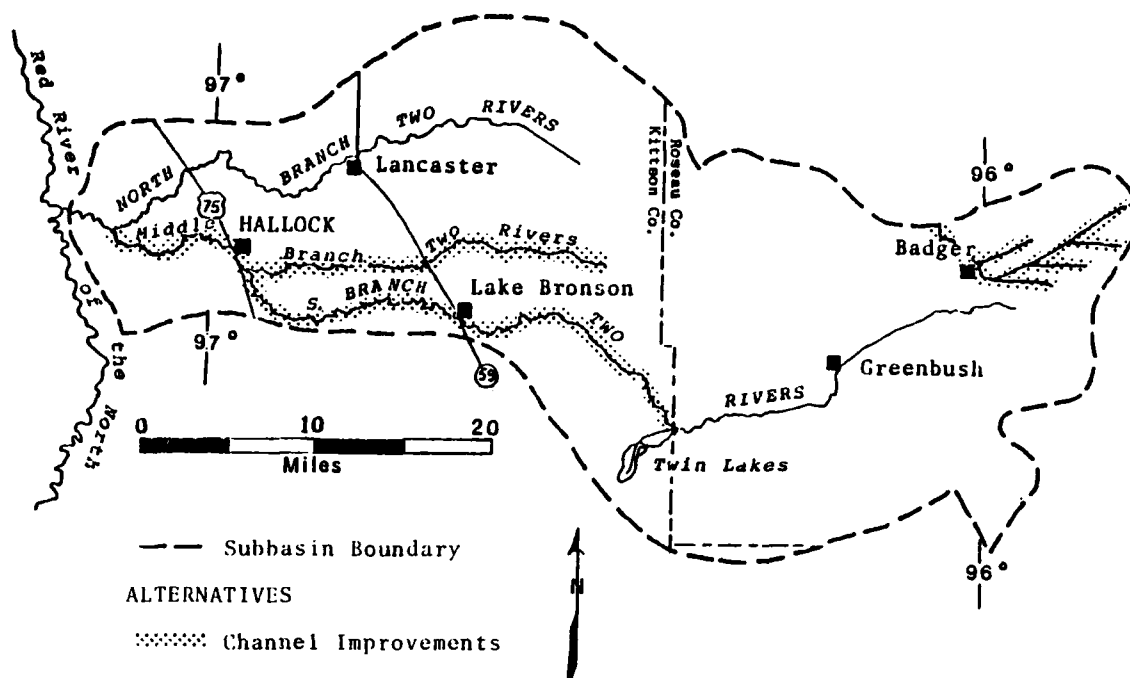 Red River of the North
97°
NORTH BRANCH TWO RIVERS
Lancaster
75
HALLOCK
Middle Branch TWO Rivers
S. BRANCH TWO RIVERS
Lake Bronson
59
97°
Kittson Co.
Roseau Co.
96°
Badger
Greenbush
Twin Lakes
96°
0 10 20
Miles
N
Subbasin Boundary
ALTERNATIVES
Channel Improvements